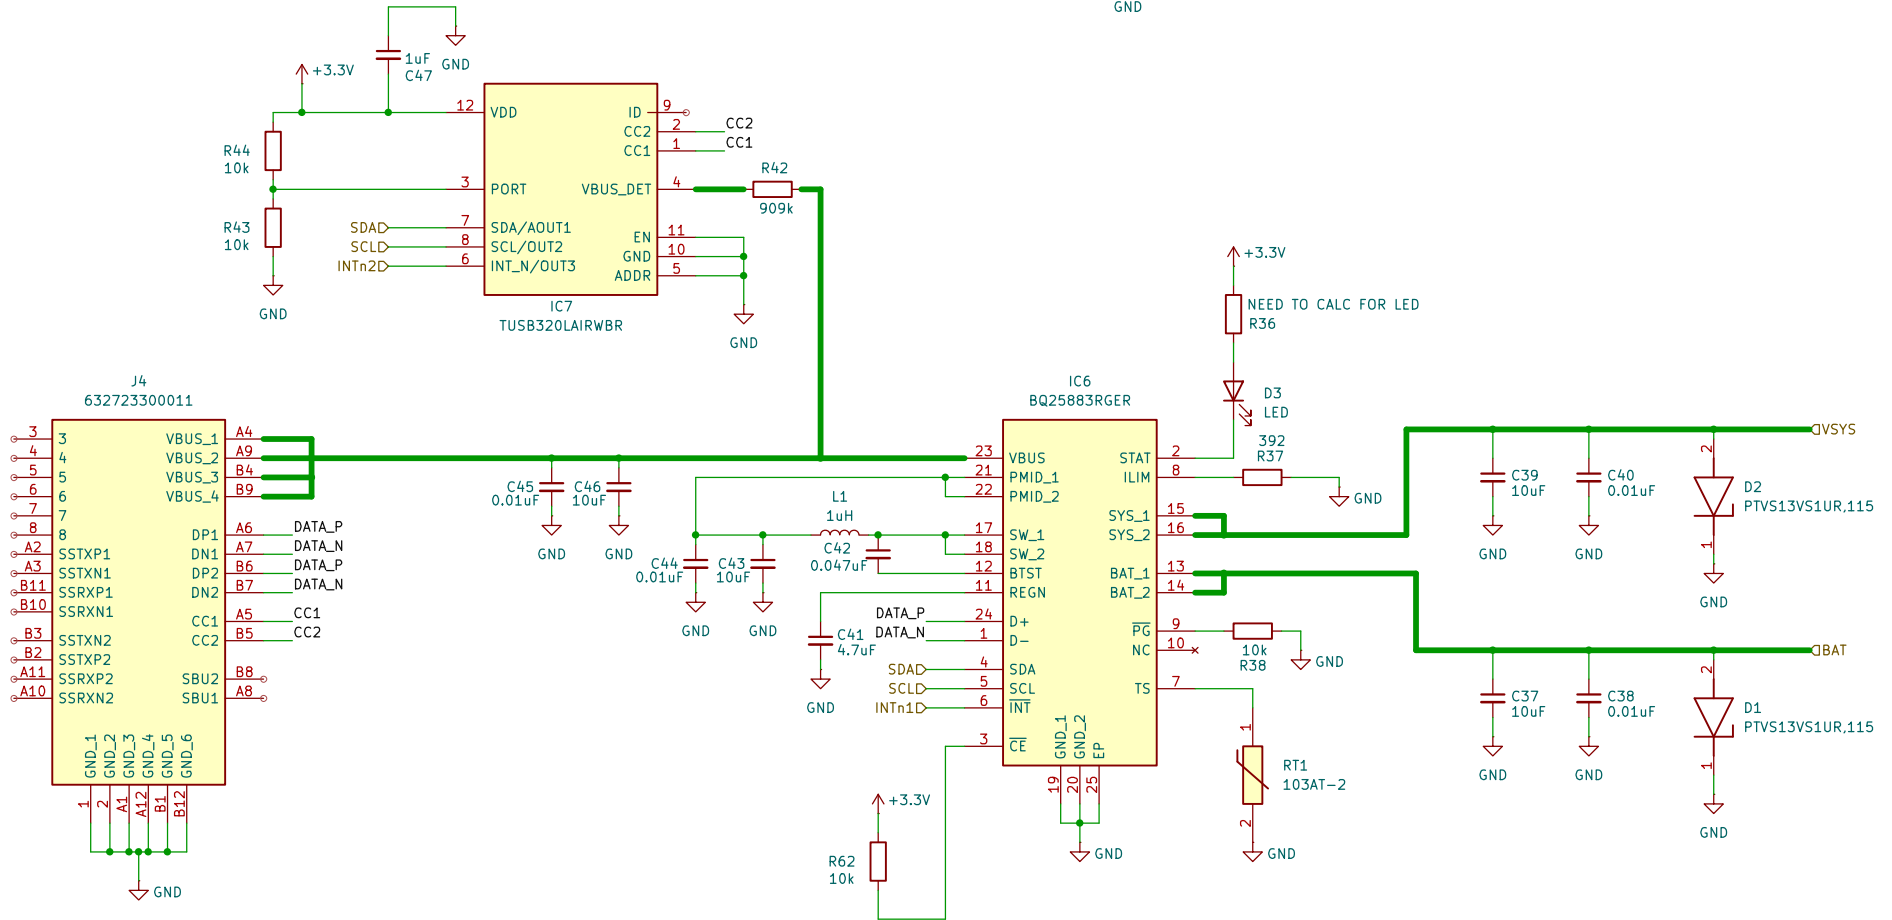 GND
1uF
C47
GND
+3.3V
R44
10k
R43
10k
GND
SDA
SCL
INTn2
12
3
7
8
6
VDD
PORT
SDA/AOUT1
SCL/OUT2
INT_N/OUT3
ID
CC2
CC1
VBUS_DET
EN
GND
ADDR
9
2
1
4
11
10
5
CC2
CC1
R42
909k
IC7
TUSB320LAIRWBR
GND
J4
632723300011
3
4
5
6
7
8
A2
A3
B11
B10
B3
B2
A11
A10
3
4
5
6
7
8
SSTXP1
SSTXN1
SSRXP1
SSRXN1
SSTXN2
SSTXP2
SSRXP2
SSRXN2
VBUS_1
VBUS_2
VBUS_3
VBUS_4
DP1
DN1
DP2
DN2
CC1
CC2
SBU2
SBU1
A4
A9
B4
B9
A6
A7
B6
B7
A5
B5
B8
A8
DATA_P
DATA_N
DATA_P
DATA_N
CC1
CC2
GND_1
GND_2
GND_3
GND_4
GND_5
GND_6
1
2
A1
A12
B1
B12
GND
C45
0.01uF
GND
C46
10uF
GND
C44
0.01uF
GND
C43
10uF
GND
L1
1uH
C42
0.047uF
C41
4.7uF
GND
DATA_P
DATA_N
SDA
SCL
INTn1
+3.3V
R62
10k
IC6
BQ25883RGER
23
21
22
17
18
12
11
24
1
4
5
6
3
VBUS
PMID_1
PMID_2
SW_1
SW_2
BTST
REGN
D+
D-
SDA
SCL
INT
CE
STAT
ILIM
SYS_1
SYS_2
BAT_1
BAT_2
PG
NC
TS
2
8
15
16
13
14
9
10
7
GND_1
GND_2
EP
19
20
25
GND
+3.3V
NEED TO CALC FOR LED
R36
D3
LED
392
R37
GND
10k
R38
GND
1
RT1
103AT-2
2
GND
VSYS
C39
10uF
GND
C40
0.01uF
GND
2
D2
PTVS13VS1UR,115
1
GND
BAT
C37
10uF
GND
C38
0.01uF
GND
2
D1
PTVS13VS1UR,115
1
GND